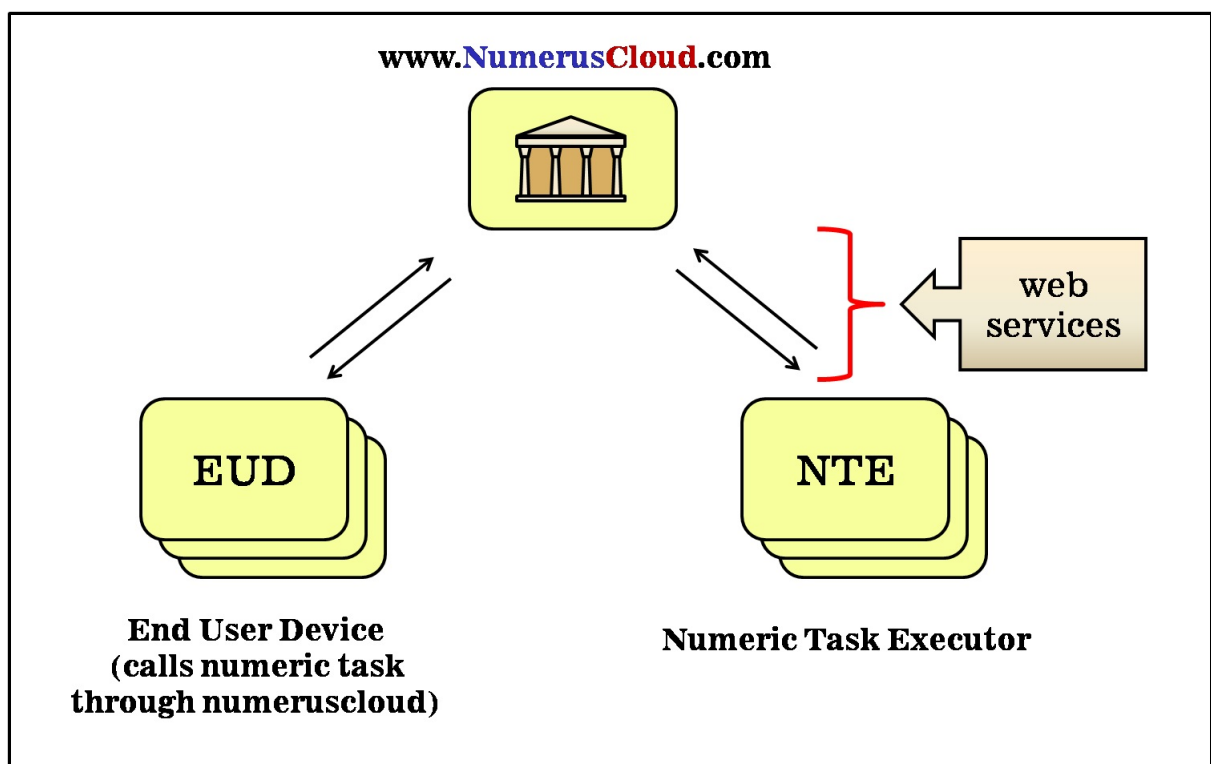 www.NumerusCloud.com
web
services
EUD
NTE
End User Device
(calls numeric task
through numeruscloud)
Numeric Task Executor